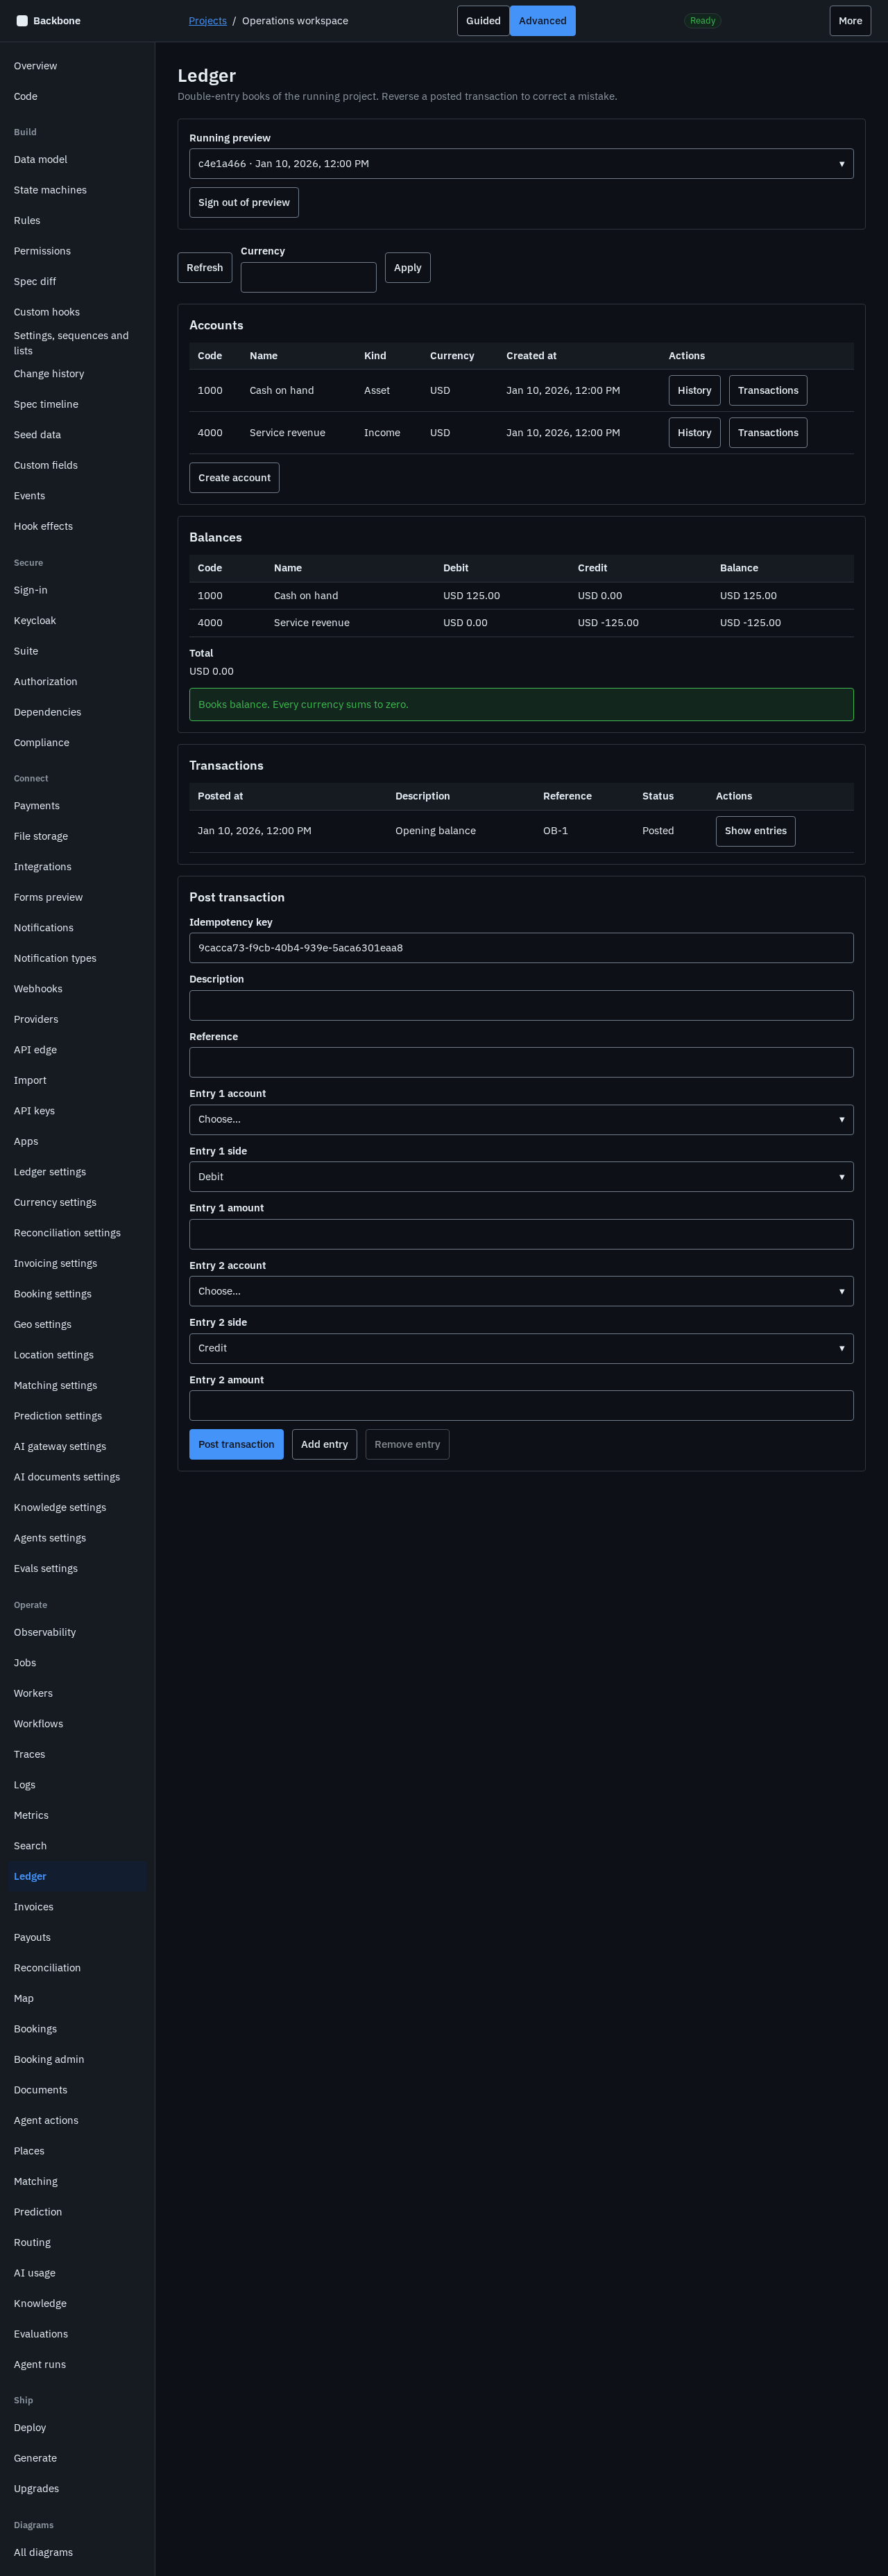 Backbone
Projects / Operations workspace
Guided
Advanced
Ready
More
Overview
Code
Build
Data model
State machines
Rules
Permissions
Spec diff
Custom hooks
Settings, sequences and
lists
Change history
Spec timeline
Seed data
Custom fields
Events
Hook effects
Secure
Sign-in
Keycloak
Suite
Authorization
Dependencies
Compliance
Connect
Payments
File storage
Integrations
Forms preview
Notifications
Notification types
Webhooks
Providers
API edge
Import
API keys
Apps
Ledger settings
Currency settings
Reconciliation settings
Invoicing settings
Booking settings
Geo settings
Location settings
Matching settings
Prediction settings
AI gateway settings
AI documents settings
Knowledge settings
Agents settings
Evals settings
Operate
Observability
Jobs
Workers
Workflows
Traces
Logs
Metrics
Search
Ledger
Invoices
Payouts
Reconciliation
Map
Bookings
Booking admin
Documents
Agent actions
Places
Matching
Prediction
Routing
AI usage
Knowledge
Evaluations
Agent runs
Ship
Deploy
Generate
Upgrades
Diagrams
All diagrams
Ledger
Double-entry books of the running project. Reverse a posted transaction to correct a mistake.
Running preview
c4e1a466 · Jan 10, 2026, 12:00 PM
Sign out of preview
Refresh
Currency
Apply
Accounts
Code Name Kind Currency Created at Actions
1000 Cash on hand Asset USD Jan 10, 2026, 12:00 PM History Transactions
4000 Service revenue Income USD Jan 10, 2026, 12:00 PM History Transactions
Create account
Balances
Code Name Debit Credit Balance
1000 Cash on hand USD 125.00 USD 0.00 USD 125.00
4000 Service revenue USD 0.00 USD -125.00 USD -125.00
Total
USD 0.00
Books balance. Every currency sums to zero.
Transactions
Posted at Description Reference Status Actions
Jan 10, 2026, 12:00 PM Opening balance OB-1 Posted Show entries
Post transaction
Idempotency key
9cacca73-f9cb-40b4-939e-5aca6301eaa8
Description
Reference
Entry 1 account
Choose...
Entry 1 side
Debit
Entry 1 amount
Entry 2 account
Choose...
Entry 2 side
Credit
Entry 2 amount
Post transaction
Add entry
Remove entry